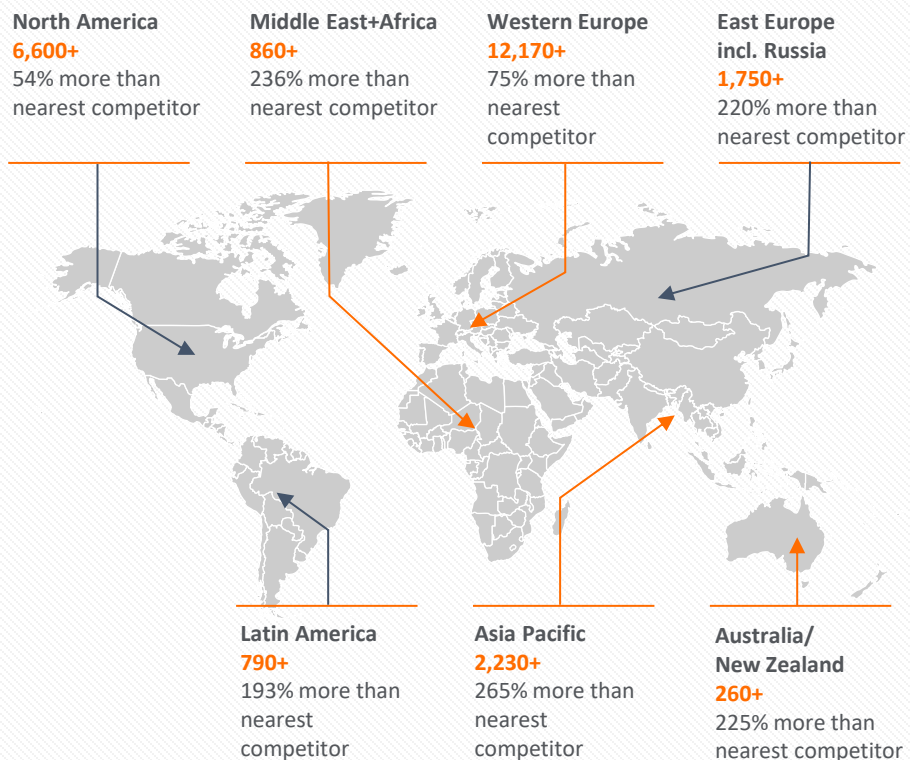 North America
6,600+
54% more than
nearest competitor
Middle East+Africa
860+
236% more than
nearest competitor
Western Europe
12,170+
75% more than
nearest
competitor
East Europe
incl. Russia
1,750+
220% more than
nearest competitor
Latin America
790+
193% more than
nearest
competitor
Asia Pacific
2,230+
265% more than
nearest
competitor
Australia/
New Zealand
260+
225% more than
nearest competitor